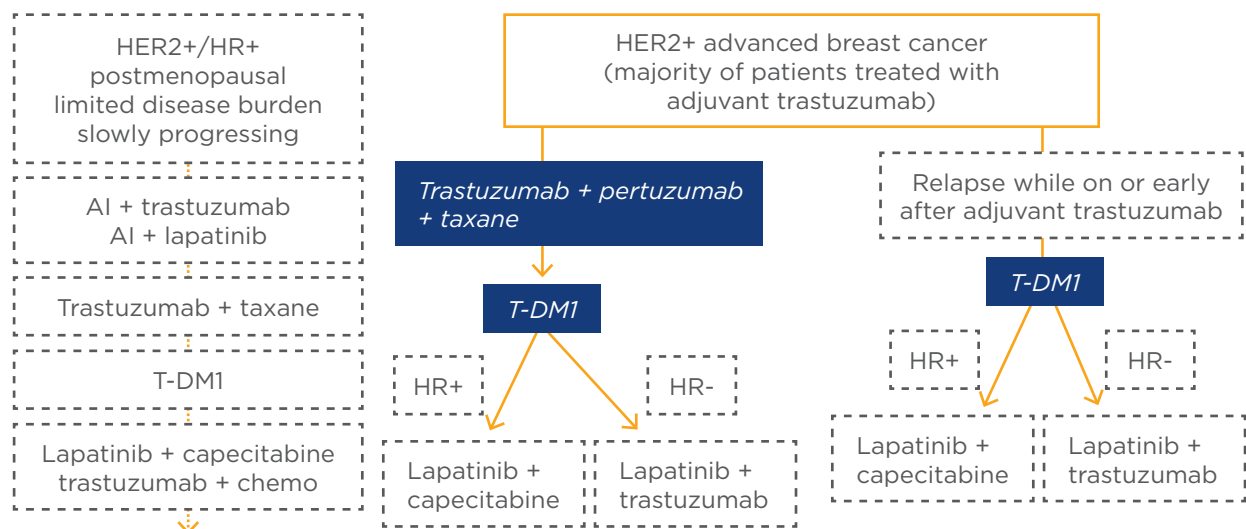 HER2+/HR+
postmenopausal
limited disease burden
slowly progressing
AI + trastuzumab
AI + lapatinib
Trastuzumab + taxane
T-DM1
Lapatinib + capecitabine
trastuzumab + chemo
HER2+ advanced breast cancer
(majority of patients treated with
adjuvant trastuzumab)
Trastuzumab + pertuzumab
+ taxane
T-DM1
HR+
HR-
Lapatinib +
capecitabine
Lapatinib +
trastuzumab
Relapse while on or early
after adjuvant trastuzumab
T-DM1
HR+
HR-
Lapatinib +
capecitabine
Lapatinib +
trastuzumab